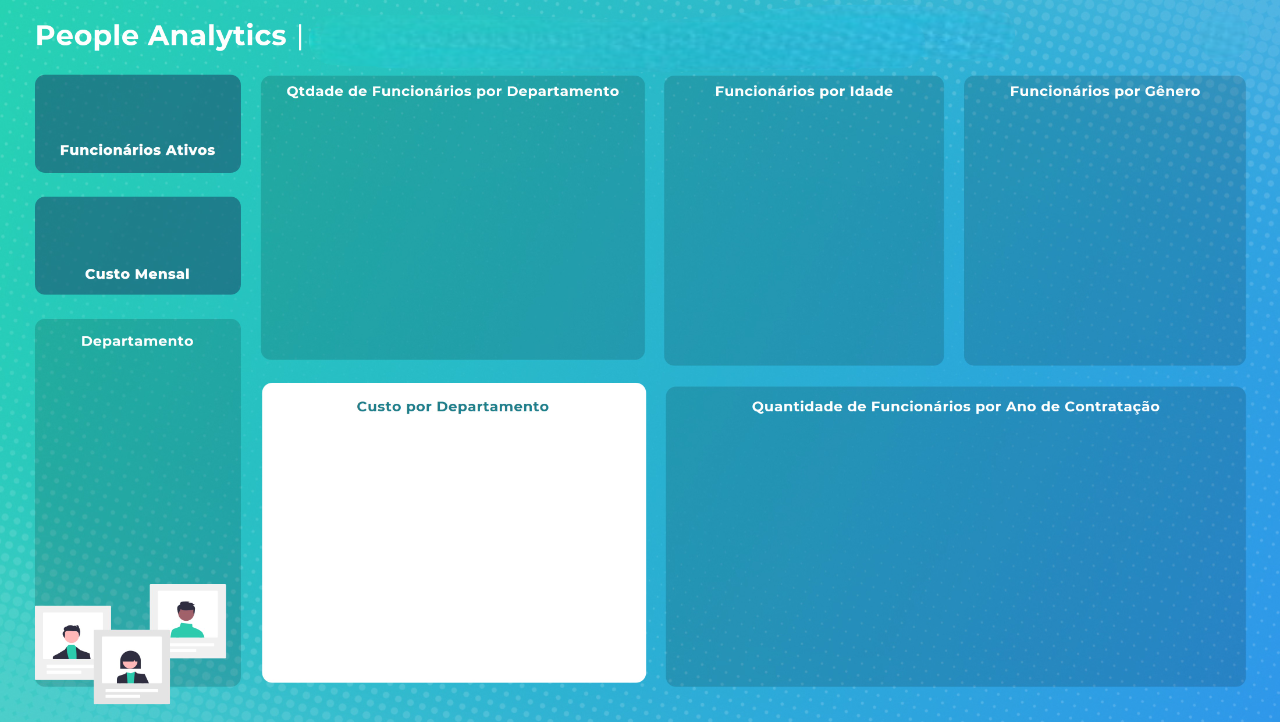 People Analytics |
Qtdade de Funcionários por Departamento
Funcionários por Idade
Funcionários por Gênero
Funcionários Ativos
Custo Mensal
Departamento
Custo por Departamento
Quantidade de Funcionários por Ano de Contratação